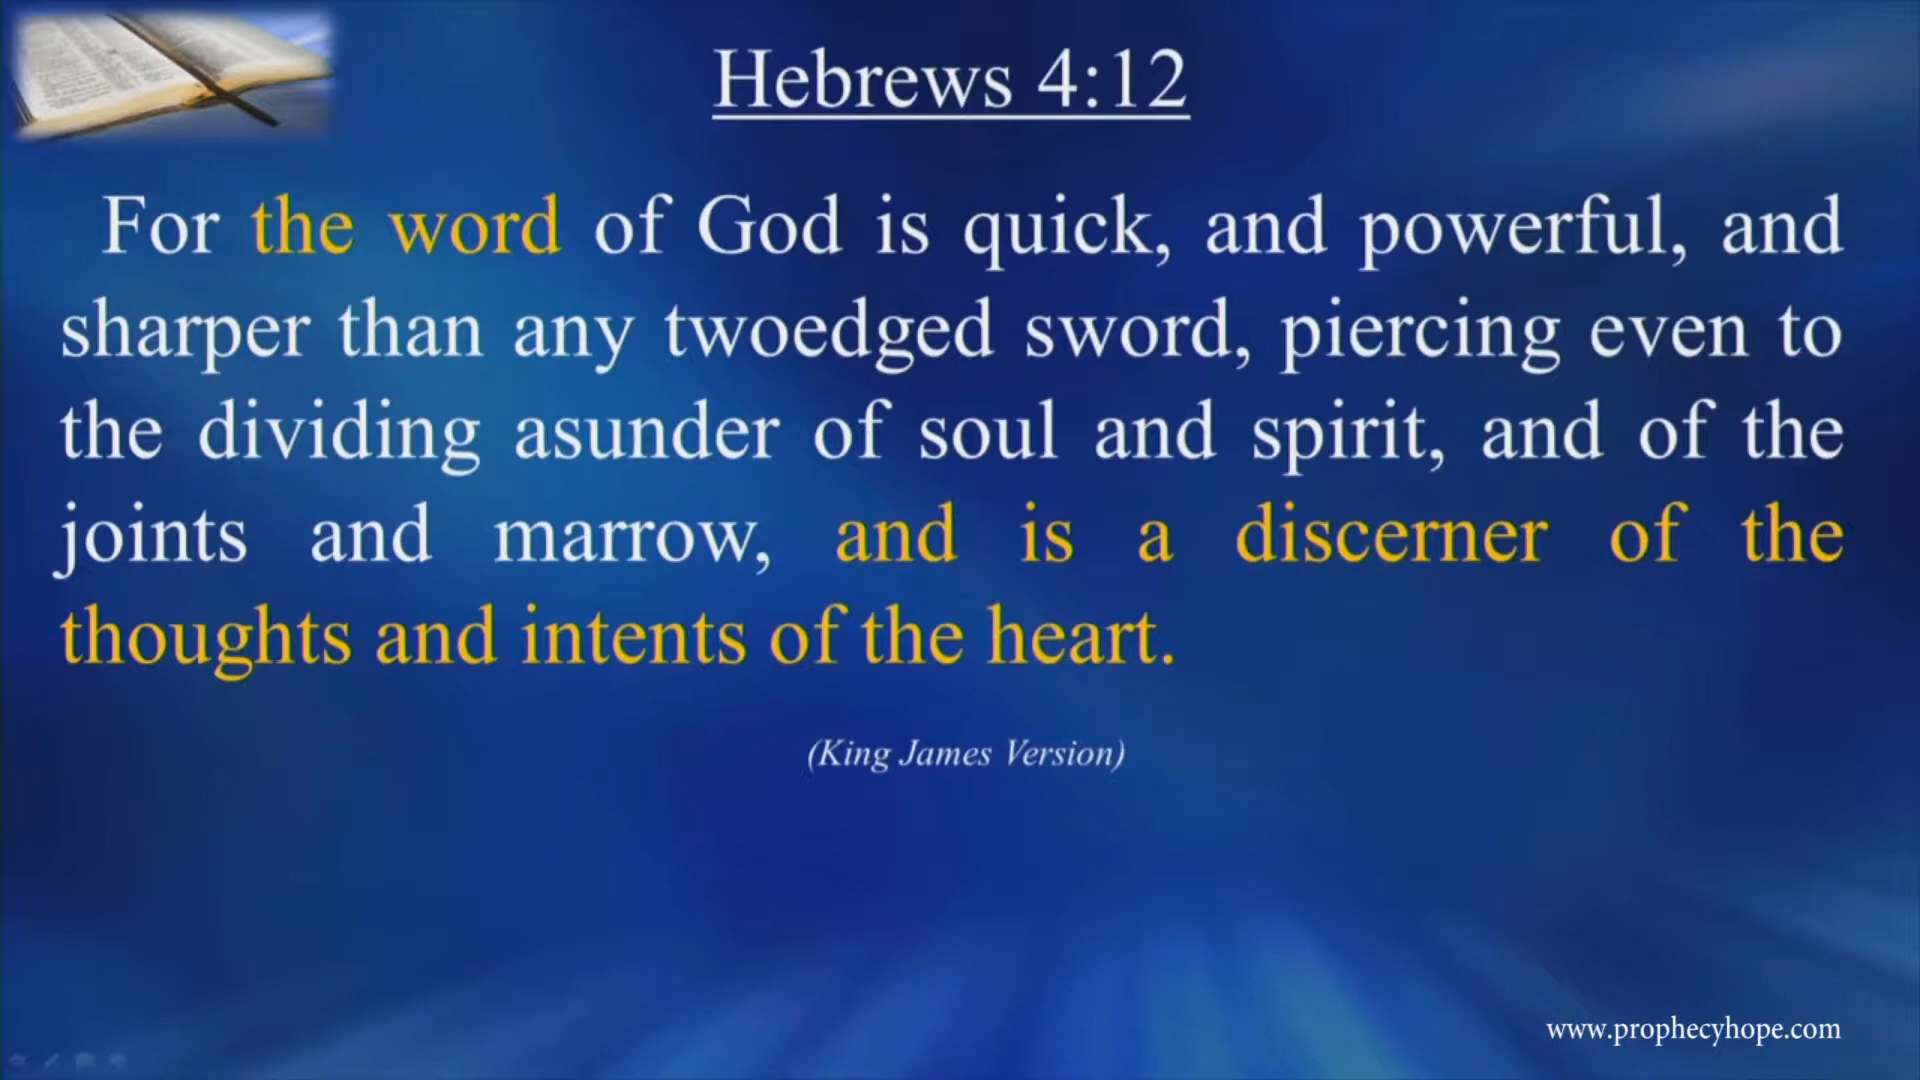 Hebrews 4:12
For the word of God is quick, and powerful, and
sharper than any twoedged sword, piercing even to
the dividing asunder of soul and spirit, and of the
joints and marrow, and is a discerner of the
thoughts and intents of the heart.
(King James Version)
www.prophecyhope.com